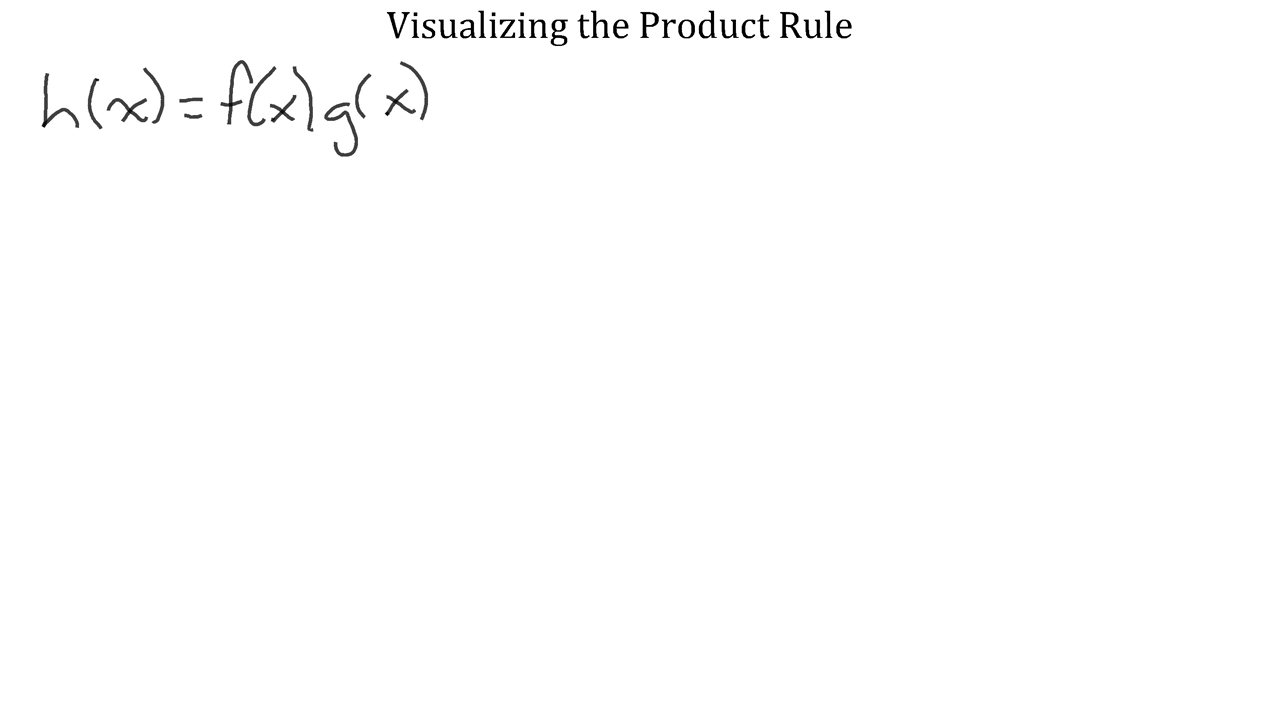 Visualizing the Product Rule
h(x) = f(x)g(x)